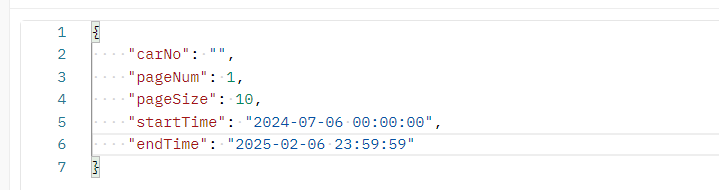 1 {
2 "carNo": "",
3 "pageNum": 1,
4 "pageSize": 10,
5 "startTime": "2024-07-06 00:00:00",
6 "endTime": "2025-02-06 23:59:59"
7 }